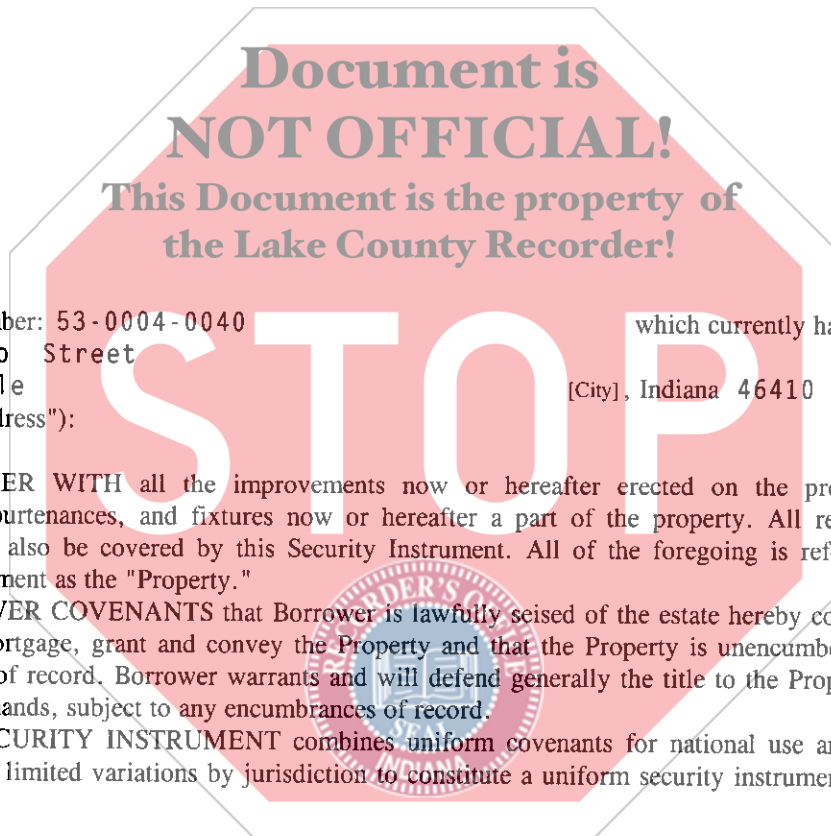 Document is
NOT OFFICIAL!
This Document is the property of
the Lake County Recorder!
STOP
ber: 53-0004-0040 which currently ha
o Street
le [City], Indiana 46410
dress"):
ER WITH all the improvements now or hereafter erected on the pro
purtenances, and fixtures now or hereafter a part of the property. All re
also be covered by this Security Instrument. All of the foregoing is refe
ment as the "Property."
VER COVENANTS that Borrower is lawfully seised of the estate hereby co
ortgage, grant and convey the Property and that the Property is unencumbe
of record. Borrower warrants and will defend generally the title to the Prop
ands, subject to any encumbrances of record.
CURITY INSTRUMENT combines uniform covenants for national use an
limited variations by jurisdiction to constitute a uniform security instrumen
RECORDER'S OFFICE
SEAL
INDIANA